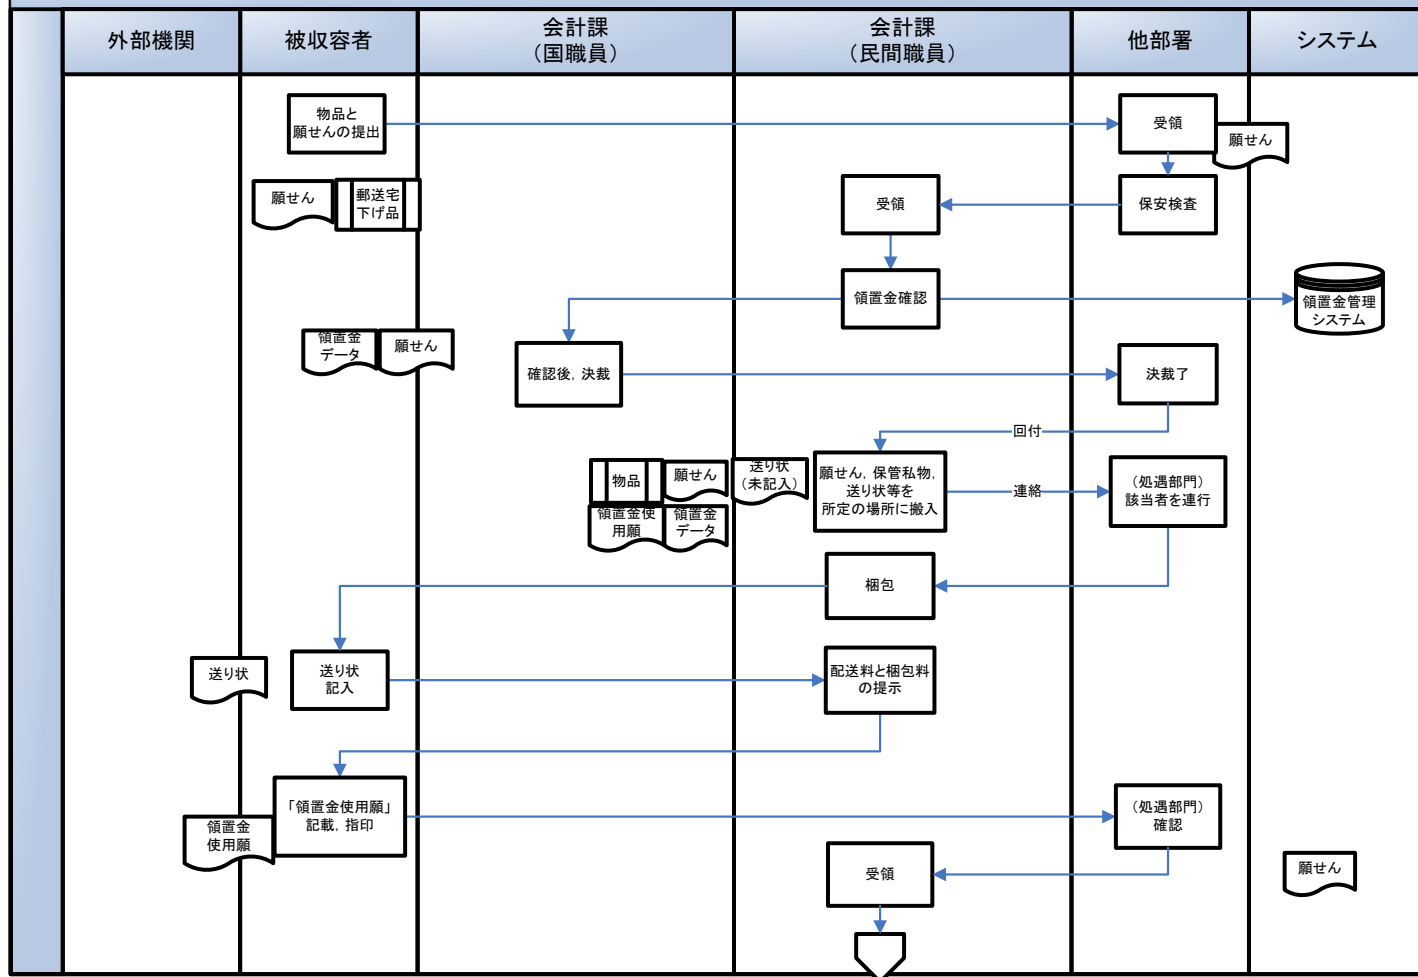 外部機関
被収容者
会計課
（国職員）
会計課
（民間職員）
他部署
システム
物品と
願せんの提出
受領
願せん
願せん
郵送宅
下げ品
受領
保安検査
領置金確認
領置金管理
システム
領置金
データ
願せん
確認後，決裁
決裁了
回付
物品
願せん
送り状
（未記入）
領置金使
用願
領置金
データ
願せん，保管私物，
送り状等を
所定の場所に搬入
連絡
（処遇部門）
該当者を連行
梱包
送り状
送り状
記入
配送料と梱包料
の提示
領置金
使用願
「領置金使用願」
記載，指印
（処遇部門）
確認
受領
願せん